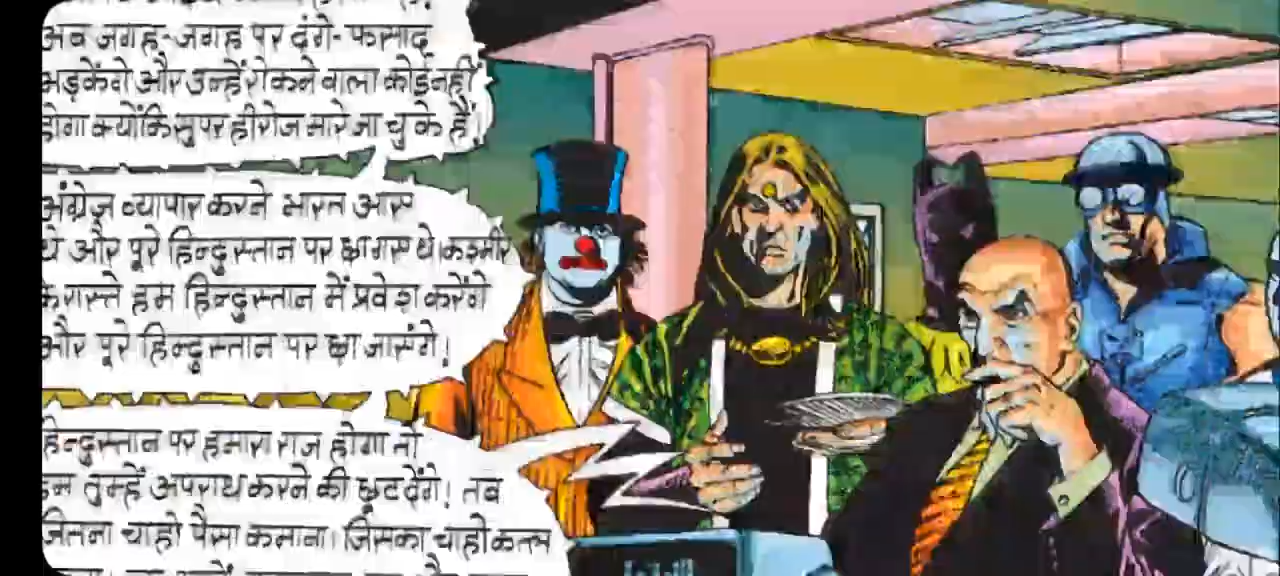 अब जगह-जगह पर दंगे-फसाद
भड़केंगे और उन्हें रोकने वाला कोई नहीं
होगा क्योंकि सुपर हीरोज मारे जा चुके हैं!
अंग्रेज व्यापार करने भारत आए
थे और पूरे हिन्दुस्तान पर छागए थे। कश्मीर
के रास्ते हम हिन्दुस्तान में प्रवेश करेंगे
और पूरे हिन्दुस्तान पर छा जाएंगे!
हिन्दुस्तान पर हमारा राज होगा तो
हम तुम्हें अपराध करने की छूट देंगे! तब
जितना चाहो पैसा कमाना। जिसका चाहो कत्ल